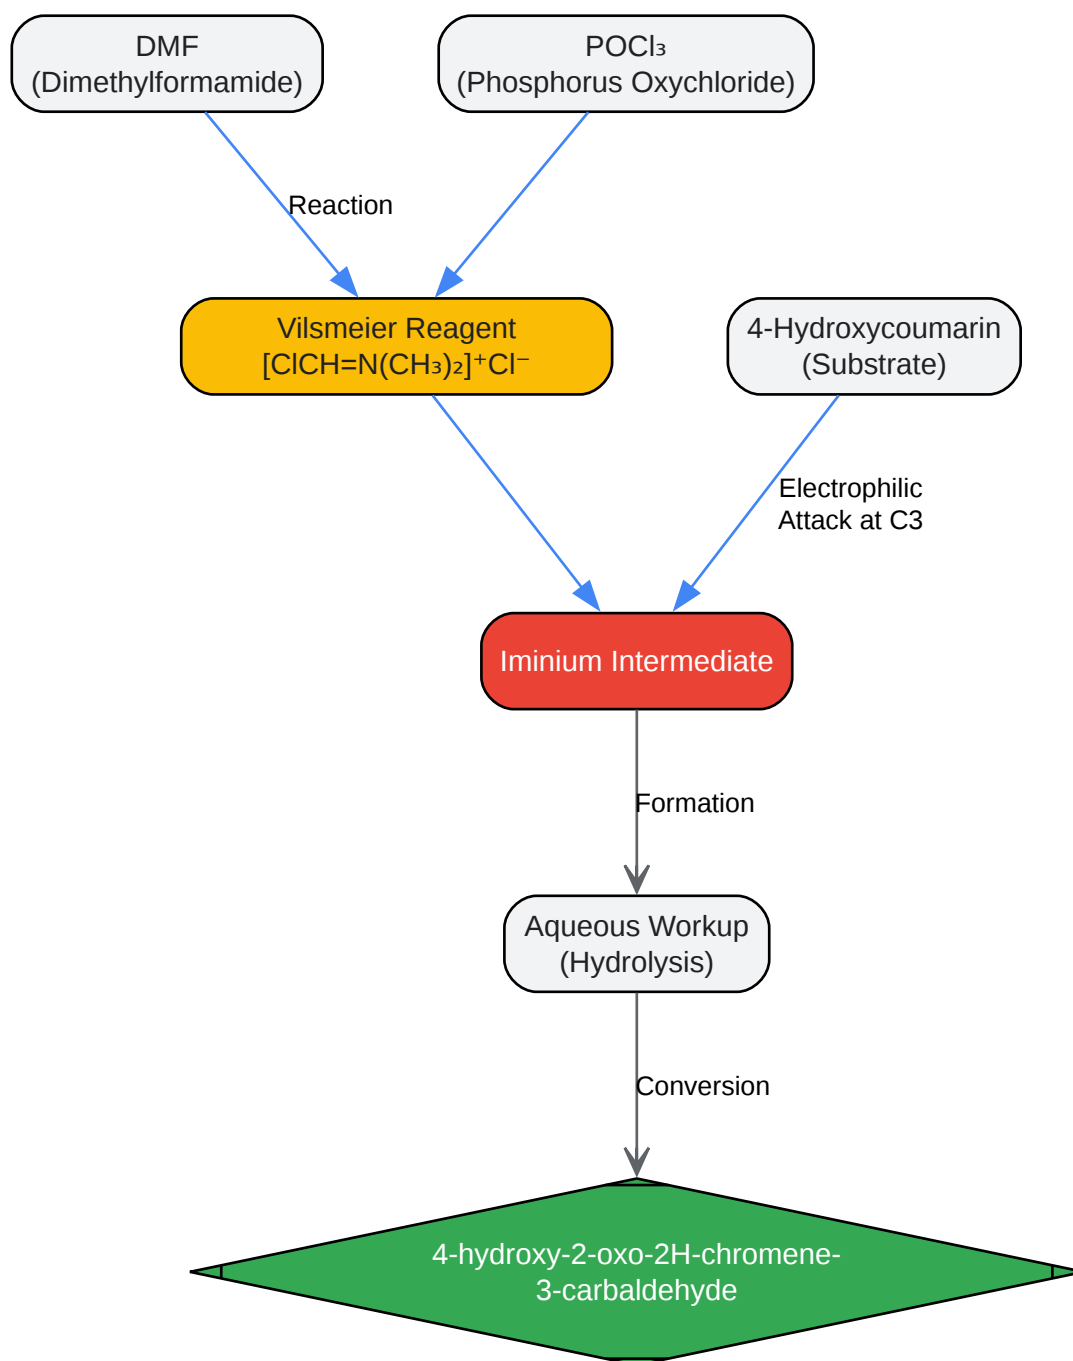 DMF
(Dimethylformamide)
POCl₃
(Phosphorus Oxychloride)
Reaction
Vilsmeier Reagent
[ClCH=N(CH₃)₂]⁺Cl⁻
4-Hydroxycoumarin
(Substrate)
Electrophilic
Attack at C3
Iminium Intermediate
Formation
Aqueous Workup
(Hydrolysis)
Conversion
4-hydroxy-2-oxo-2H-chromene-
3-carbaldehyde